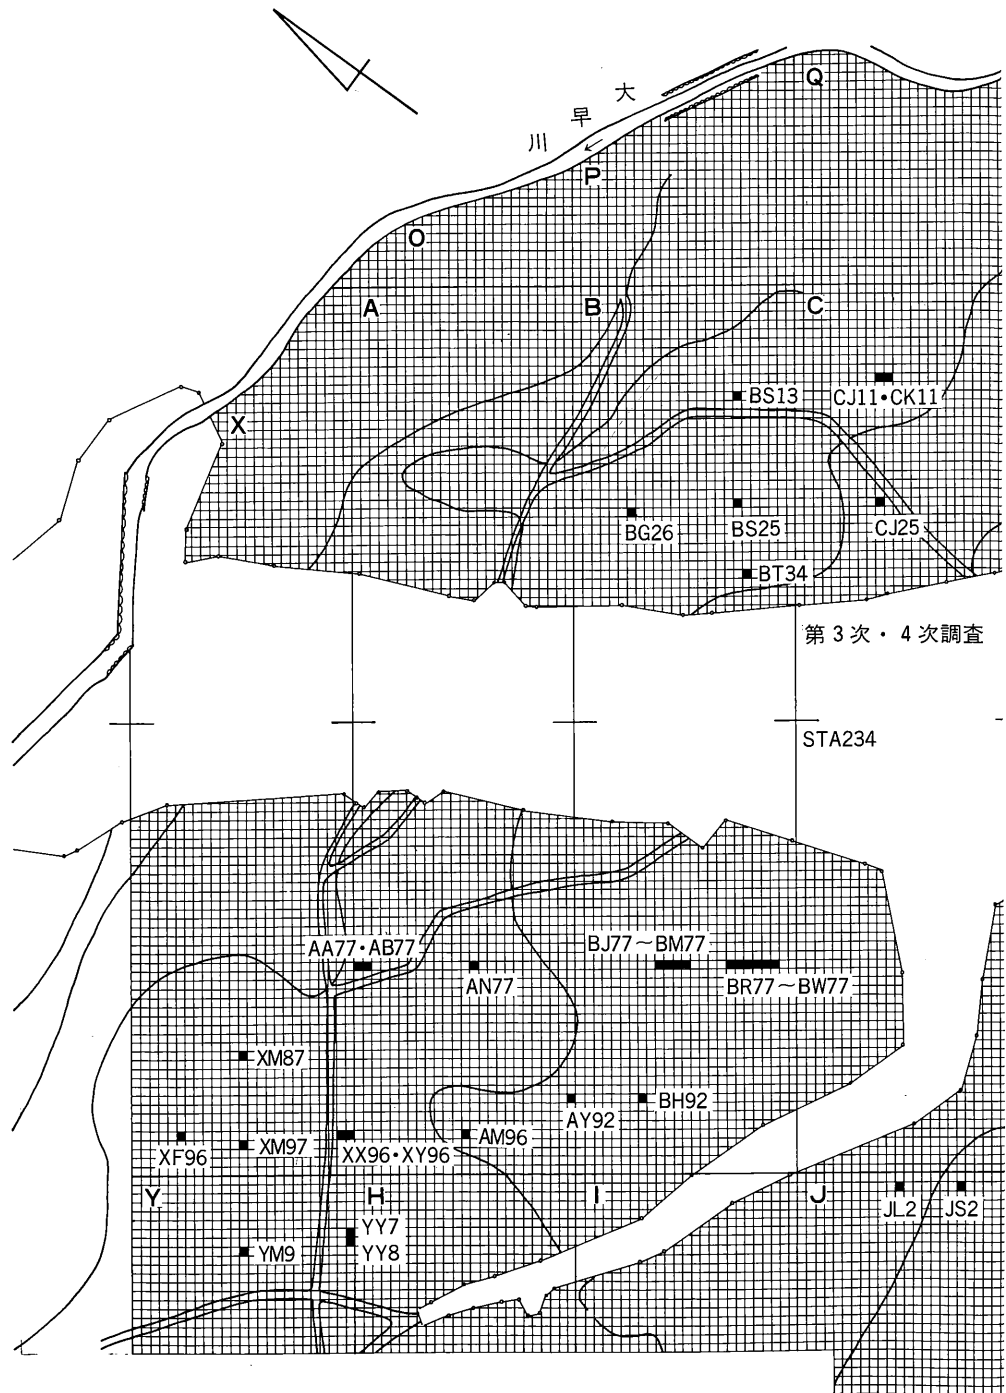 Q
大
早
川
P
O
A
B
C
BS13
CJ11・CK11
X
BG26
BS25
CJ25
BT34
第3次・4次調査
STA234
AA77・AB77
BJ77～BM77
AN77
BR77～BW77
XM87
AY92
BH92
XF96
XM97
XX96・XY96
AM96
Y
H
I
J
JL2
JS2
YY7
YM9
YY8